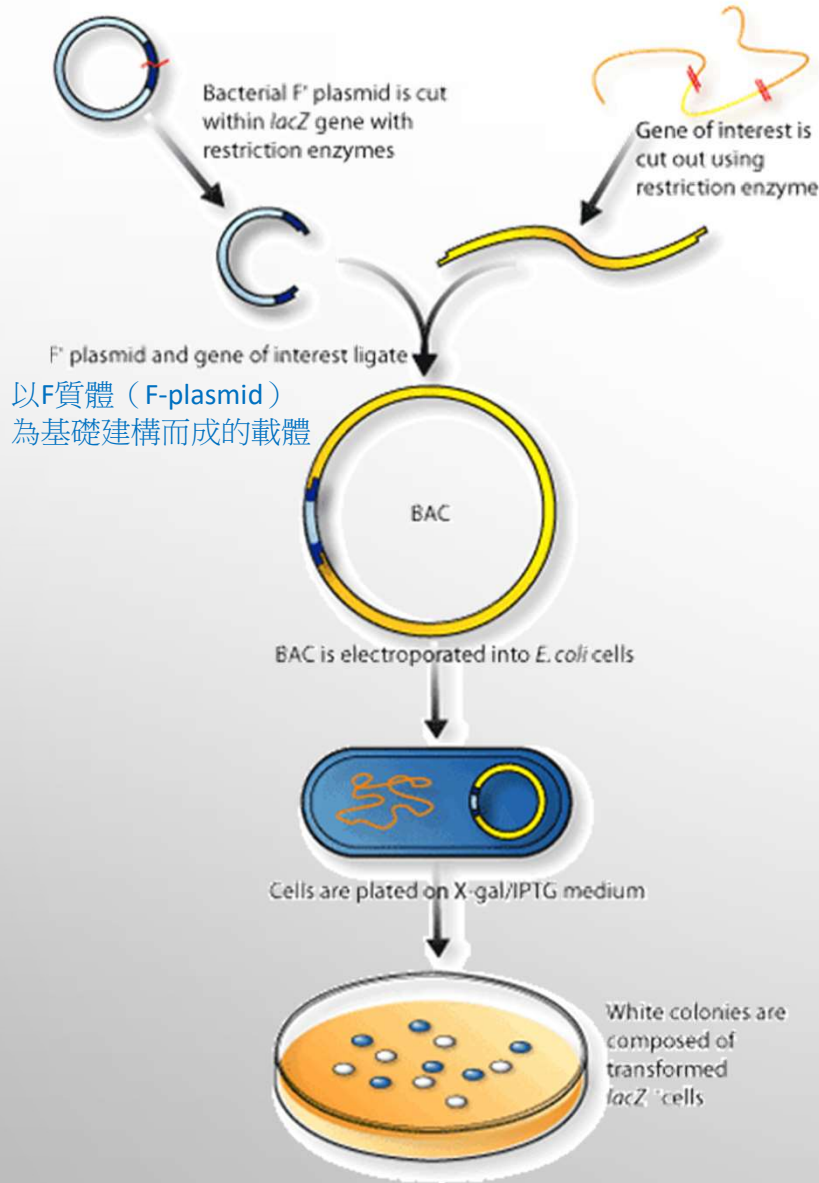 Bacterial F' plasmid is cut
within lacZ gene with
restriction enzymes
Gene of interest is
cut out using
restriction enzyme
F' plasmid and gene of interest ligate
以F質體（F-plasmid）
為基礎建構而成的載體
BAC
BAC is electroporated into E. coli cells
Cells are plated on X-gal/IPTG medium
White colonies are
composed of
transformed
lacZ⁻ cells